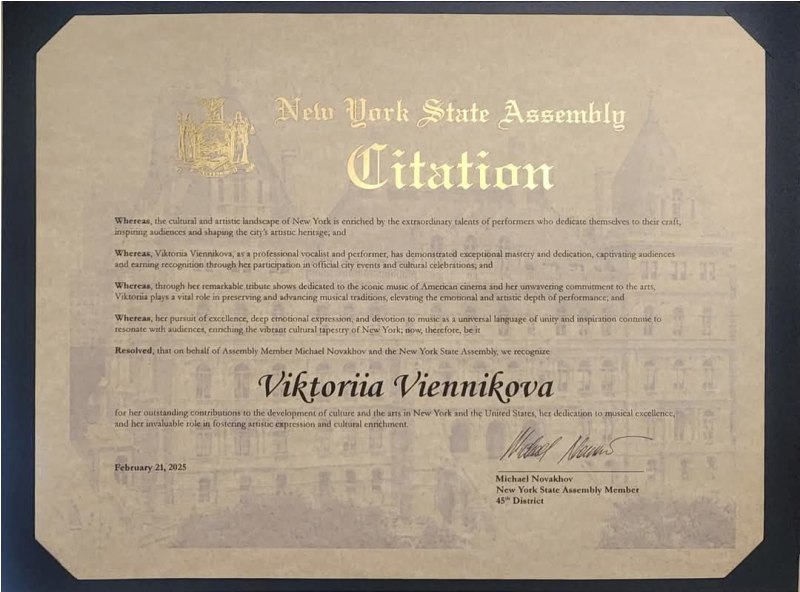 New York State Assembly
Citation
Whereas, the cultural and artistic landscape of New York is enriched by the extraordinary talents of performers who dedicate themselves to their craft,
inspiring audiences and shaping the city's artistic heritage; and
Whereas, Viktoriia Viennikova, as a professional vocalist and performer, has demonstrated exceptional mastery and dedication, captivating audiences
and earning recognition through her participation in official city events and cultural celebrations; and
Whereas, through her remarkable tribute shows dedicated to the iconic music of American cinema and her unwavering commitment to the arts,
Viktoriia plays a vital role in preserving and advancing musical traditions, elevating the emotional and artistic depth of performance; and
Whereas, her pursuit of excellence, deep emotional expression, and devotion to music as a universal language of unity and inspiration continue to
resonate with audiences, enriching the vibrant cultural tapestry of New York; now, therefore, be it
Resolved, that on behalf of Assembly Member Michael Novakhov and the New York State Assembly, we recognize
Viktoriia Viennikova
for her outstanding contributions to the development of culture and the arts in New York and the United States, her dedication to musical excellence,
and her invaluable role in fostering artistic expression and cultural enrichment.
February 21, 2025
Michael Novakhov
New York State Assembly Member
45th District